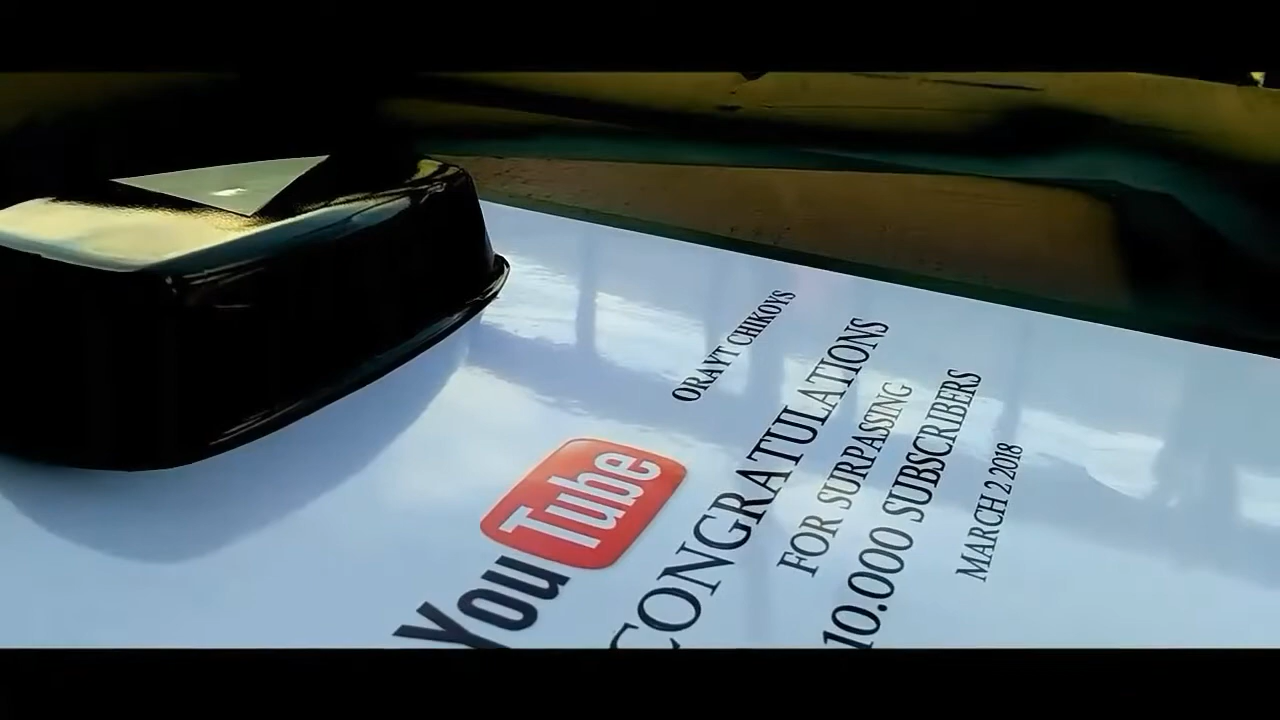 ORAYT CHIKOYS
YouTube
CONGRATULATIONS
FOR SURPASSING
10.000 SUBSCRIBERS
MARCH 2 2018